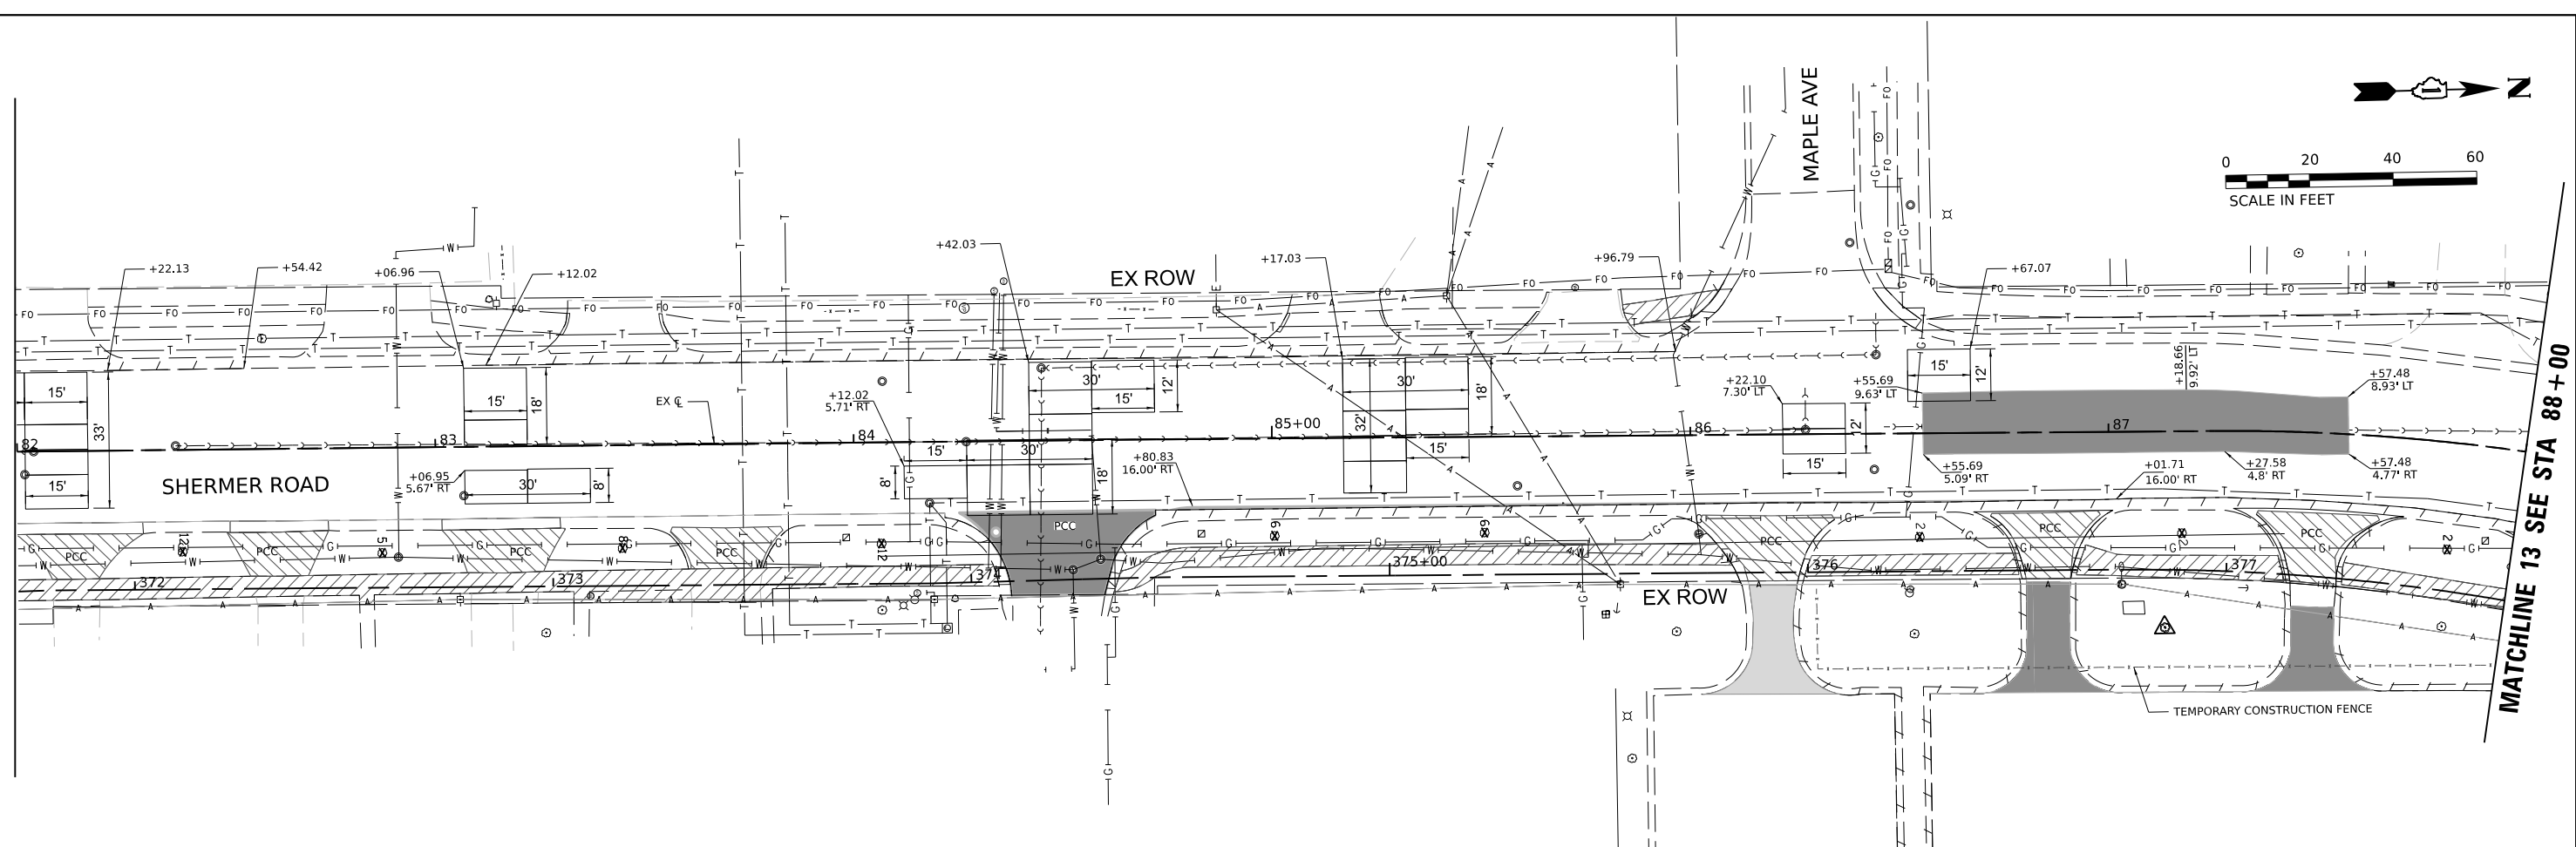 MAPLE AVE
N
0 20 40 60
SCALE IN FEET
+22.13
+54.42
+06.96
+12.02
+42.03
EX ROW
+17.03
+96.79
+67.07
15'
33'
15'
15'
18'
EX ℄
+12.02
5.71' RT
30'
12'
15'
30'
18'
32'
15'
+22.10
7.30' LT
+55.69
9.63' LT
15'
12'
+18.66
9.92' LT
+57.48
8.93' LT
82
83
84
85+00
86
87
12'
15'
SHERMER ROAD
+06.95
5.67' RT
30'
8'
15'
8'
30'
18'
+80.83
16.00' RT
+55.69
5.09' RT
+01.71
16.00' RT
+27.58
4.8' RT
+57.48
4.77' RT
PCC
PCC
PCC
PCC
PCC
PCC
PCC
PCC
372
373
374
375+00
376
377
EX ROW
TEMPORARY CONSTRUCTION FENCE
MATCHLINE 13 SEE STA 88+00